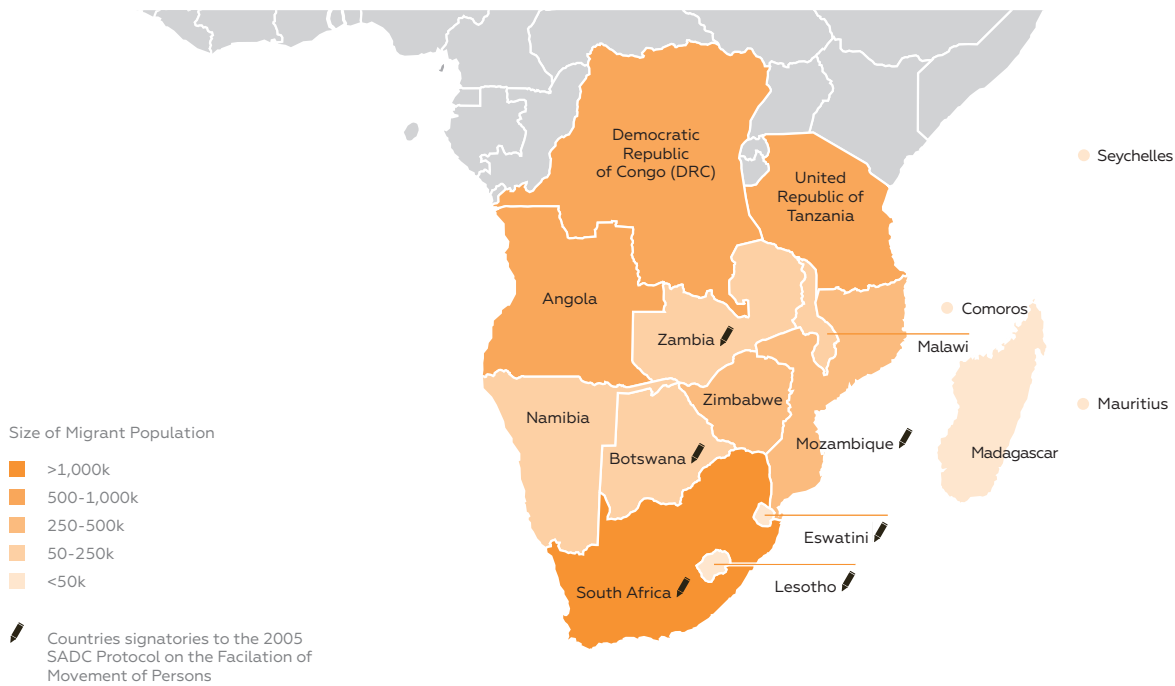 Democratic
Republic
of Congo (DRC)
Seychelles
United
Republic of
Tanzania
Angola
Comoros
Zambia
Malawi
Zimbabwe
Mauritius
Namibia
Size of Migrant Population
Mozambique
Botswana
Madagascar
>1,000k
500-1,000k
250-500k
50-250k
<50k
Eswatini
South Africa
Lesotho
Countries signatories to the 2005
SADC Protocol on the Facilation of
Movement of Persons